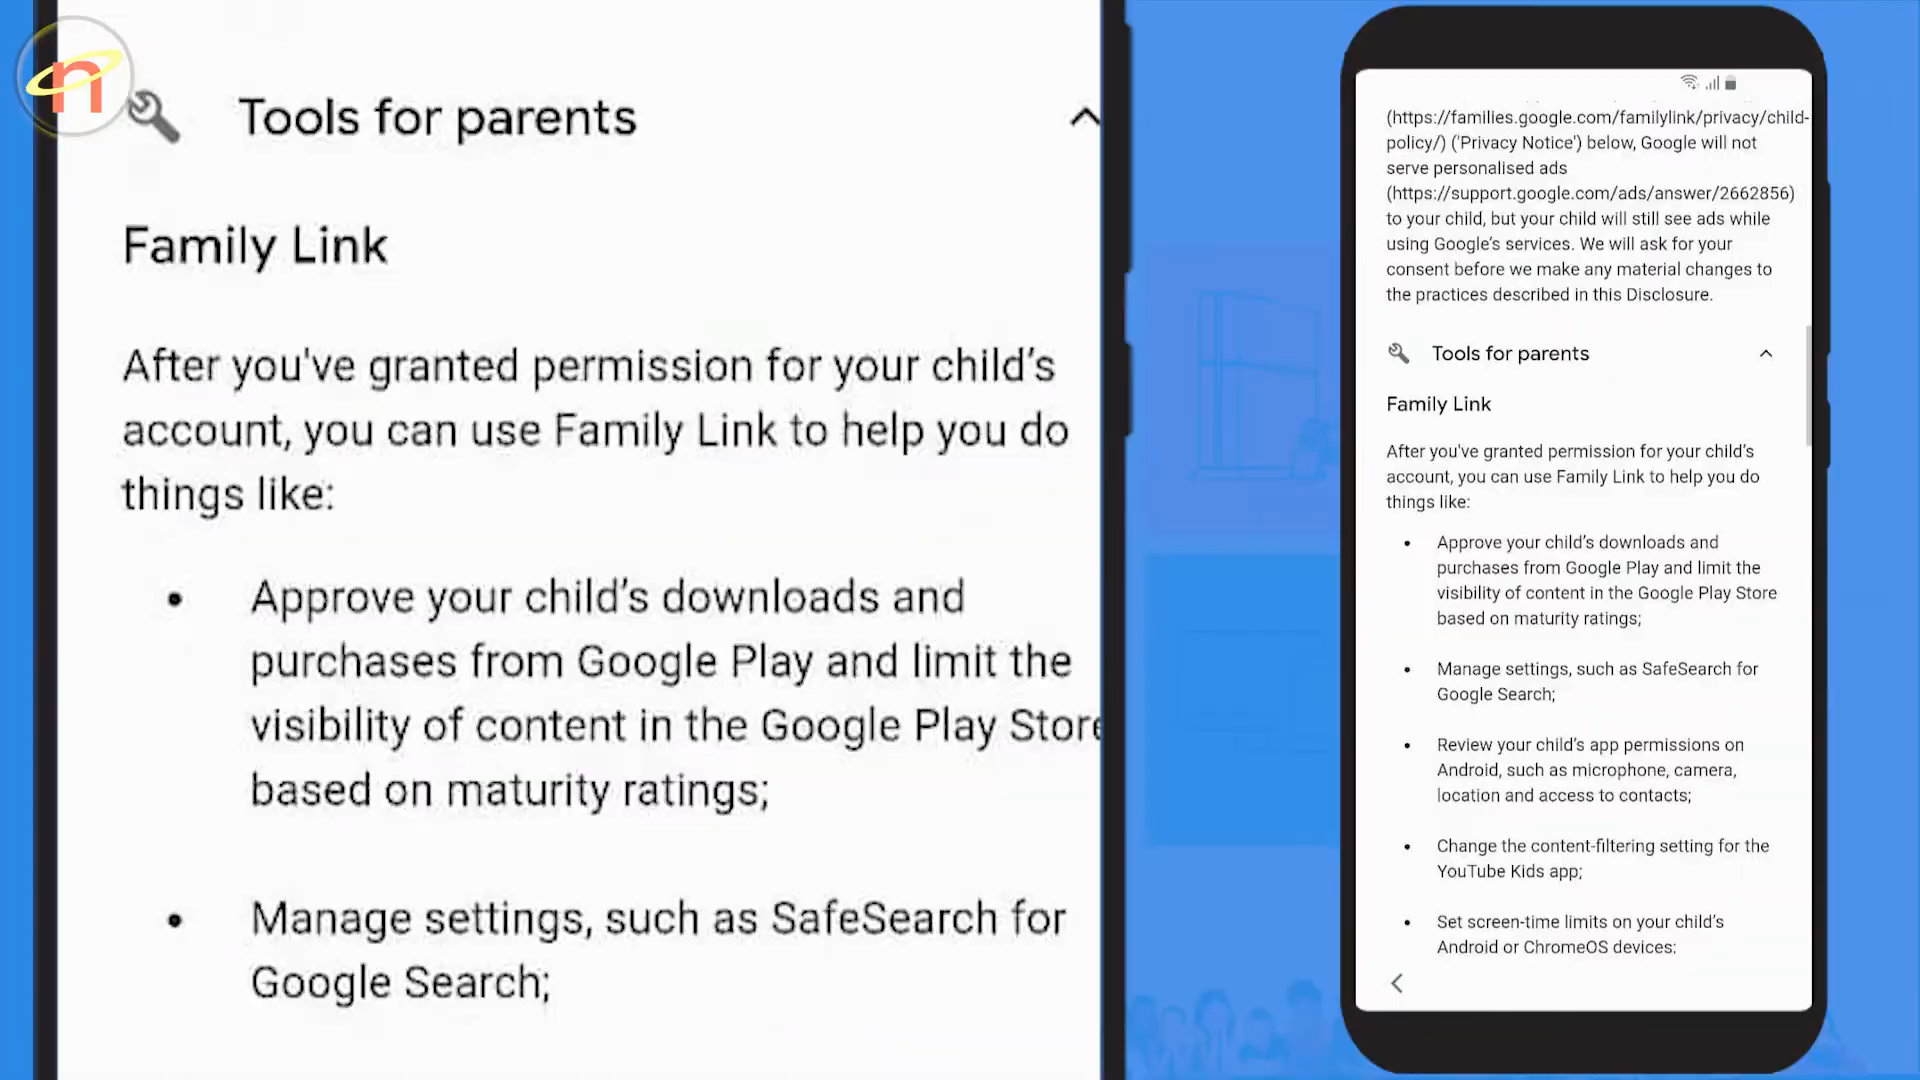 n
Tools for parents
Family Link
After you've granted permission for your child’s
account, you can use Family Link to help you do
things like:
• Approve your child’s downloads and
purchases from Google Play and limit the
visibility of content in the Google Play Store
based on maturity ratings;
• Manage settings, such as SafeSearch for
Google Search;
(https://families.google.com/familylink/privacy/child-
policy/) ('Privacy Notice') below, Google will not
serve personalised ads
(https://support.google.com/ads/answer/2662856)
to your child, but your child will still see ads while
using Google’s services. We will ask for your
consent before we make any material changes to
the practices described in this Disclosure.
Tools for parents
Family Link
After you've granted permission for your child’s
account, you can use Family Link to help you do
things like:
• Approve your child’s downloads and
purchases from Google Play and limit the
visibility of content in the Google Play Store
based on maturity ratings;
• Manage settings, such as SafeSearch for
Google Search;
• Review your child’s app permissions on
Android, such as microphone, camera,
location and access to contacts;
• Change the content-filtering setting for the
YouTube Kids app;
• Set screen-time limits on your child’s
Android or ChromeOS devices;